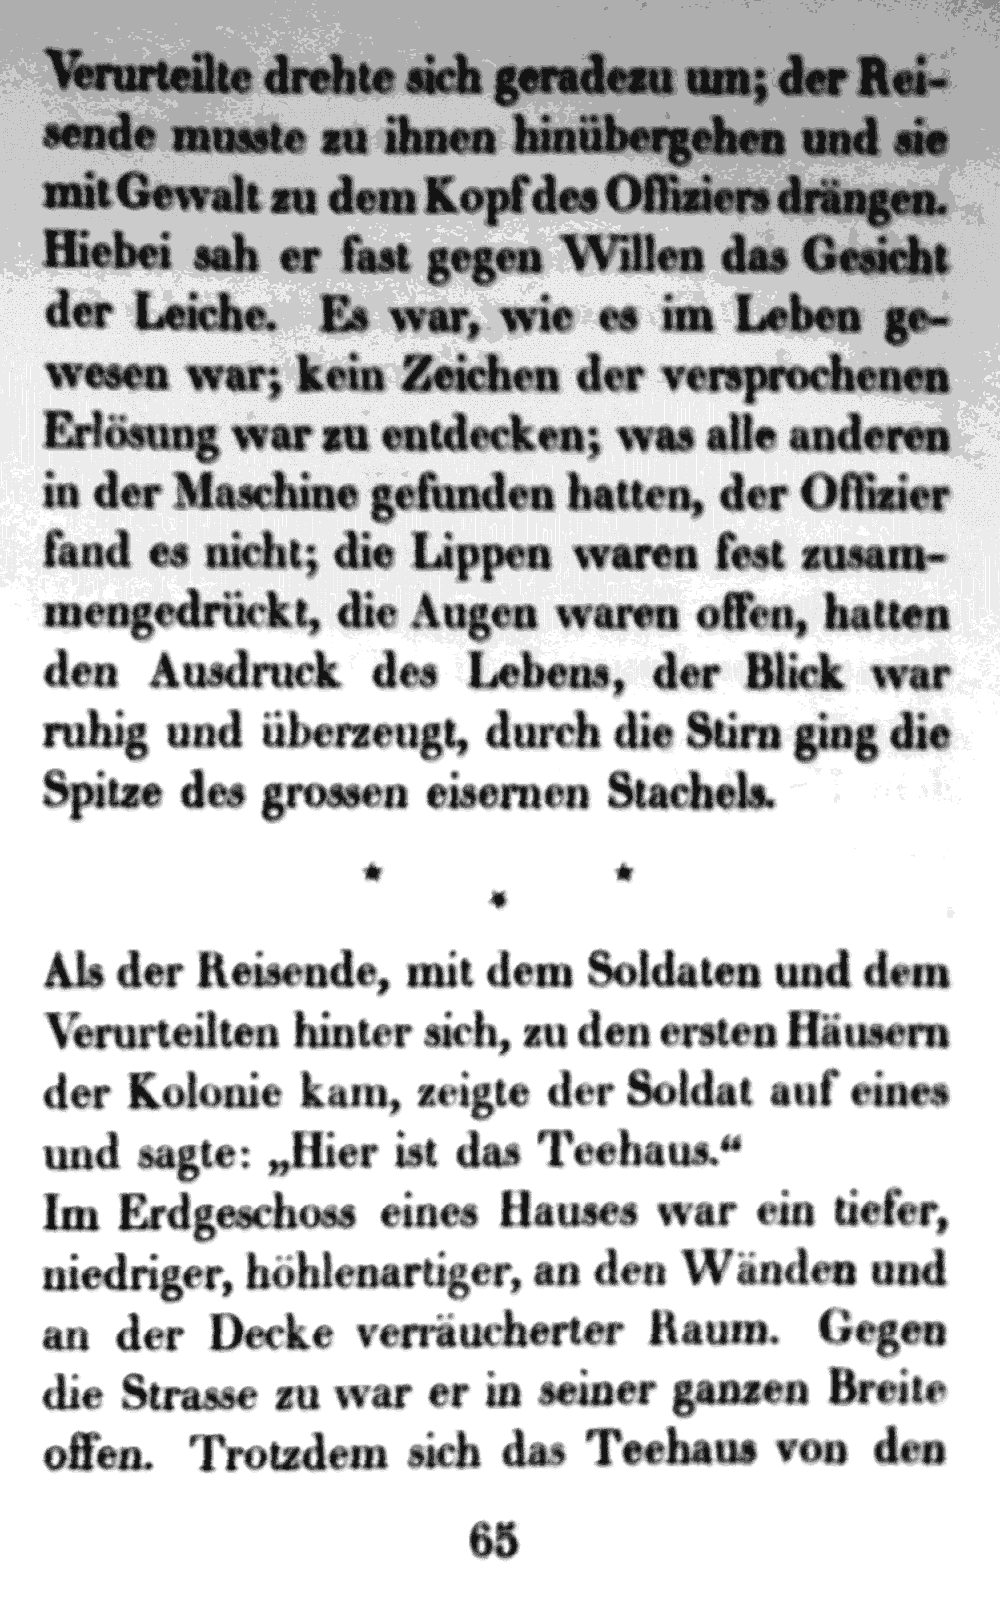 Verurteilte drehte sich geradezu um; der Rei-
sende musste zu ihnen hinübergehen und sie
mit Gewalt zu dem Kopf des Offiziers drängen.
Hiebei sah er fast gegen Willen das Gesicht
der Leiche. Es war, wie es im Leben ge-
wesen war; kein Zeichen der versprochenen
Erlösung war zu entdecken; was alle anderen
in der Maschine gefunden hatten, der Offizier
fand es nicht; die Lippen waren fest zusam-
mengedrückt, die Augen waren offen, hatten
den Ausdruck des Lebens, der Blick war
ruhig und überzeugt, durch die Stirn ging die
Spitze des grossen eisernen Stachels.
* * *
Als der Reisende, mit dem Soldaten und dem
Verurteilten hinter sich, zu den ersten Häusern
der Kolonie kam, zeigte der Soldat auf eines
und sagte: „Hier ist das Teehaus.“
Im Erdgeschoss eines Hauses war ein tiefer,
niedriger, höhlenartiger, an den Wänden und
an der Decke verräucherter Raum. Gegen
die Strasse zu war er in seiner ganzen Breite
offen. Trotzdem sich das Teehaus von den
65